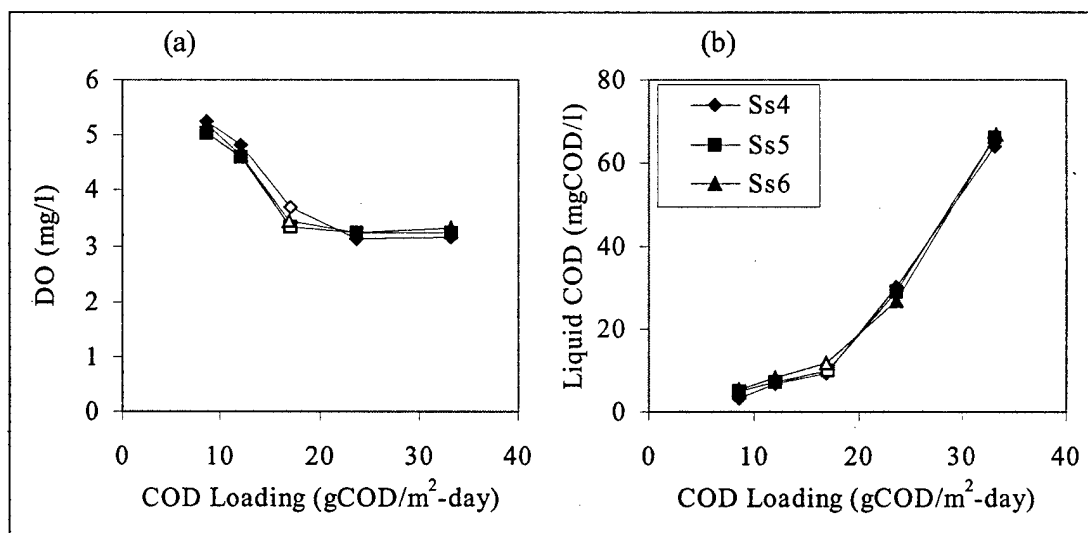 (a)
6
5
4
3
2
1
0
DO (mg/l)
0 10 20 30 40
COD Loading (gCOD/m²-day)
(b)
80
60
40
20
0
Liquid COD (mgCOD/l)
Ss4
Ss5
Ss6
0 10 20 30 40
COD Loading (gCOD/m²-day)